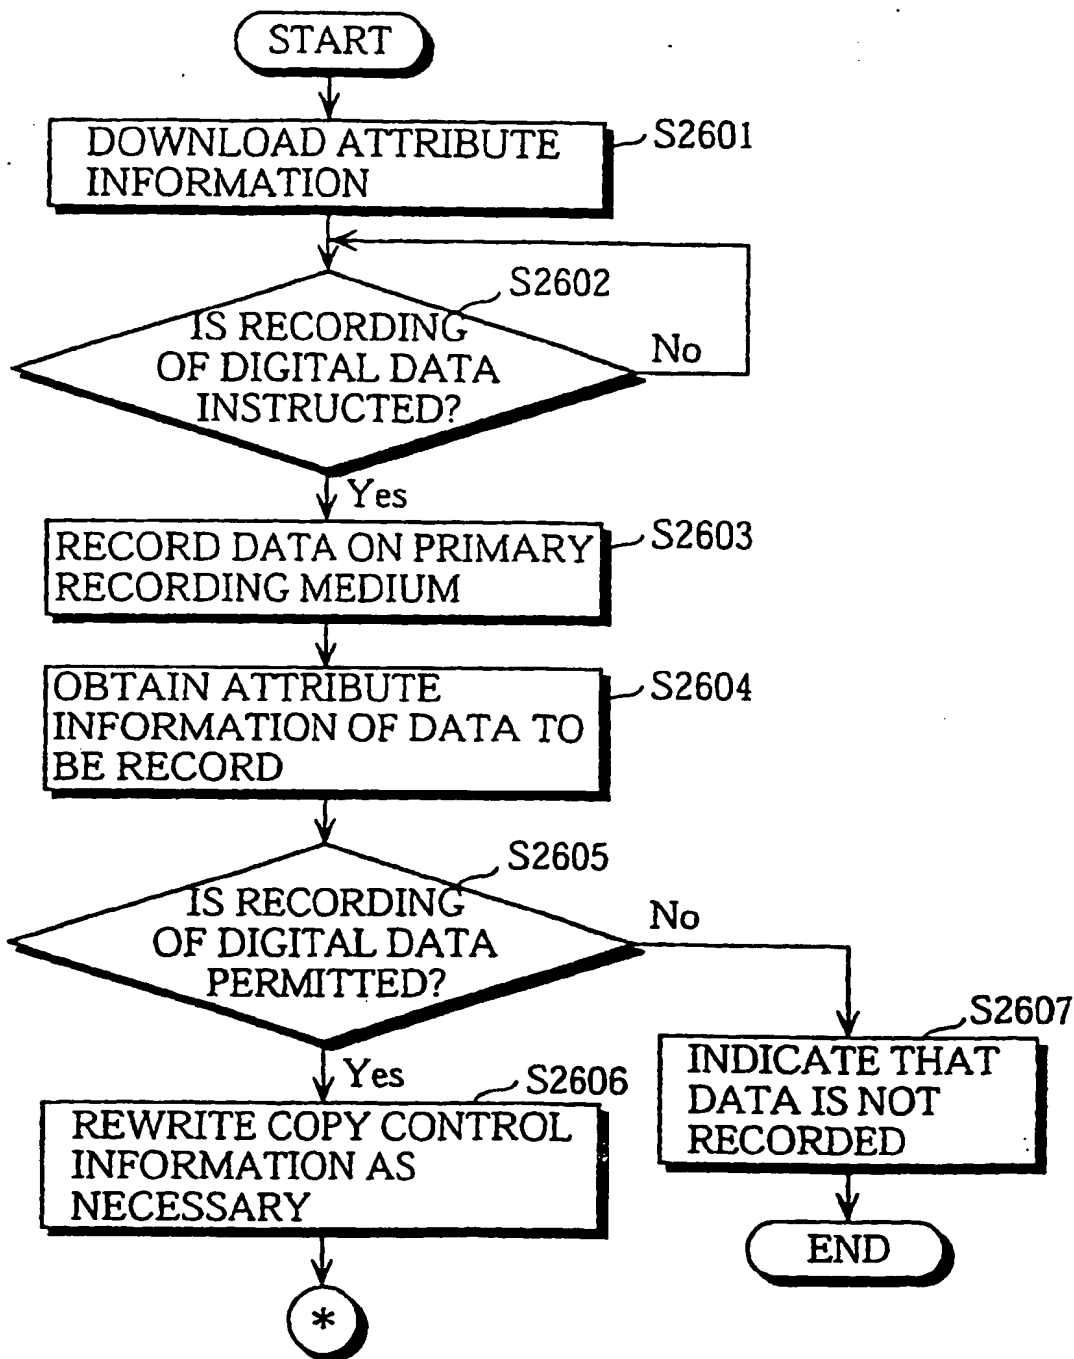 START
DOWNLOAD ATTRIBUTE
INFORMATION
S2601
S2602
IS RECORDING
OF DIGITAL DATA
INSTRUCTED?
No
Yes
RECORD DATA ON PRIMARY
RECORDING MEDIUM
S2603
OBTAIN ATTRIBUTE
INFORMATION OF DATA TO
BE RECORD
S2604
S2605
IS RECORDING
OF DIGITAL DATA
PERMITTED?
No
Yes
S2606
REWRITE COPY CONTROL
INFORMATION AS
NECESSARY
*
S2607
INDICATE THAT
DATA IS NOT
RECORDED
END